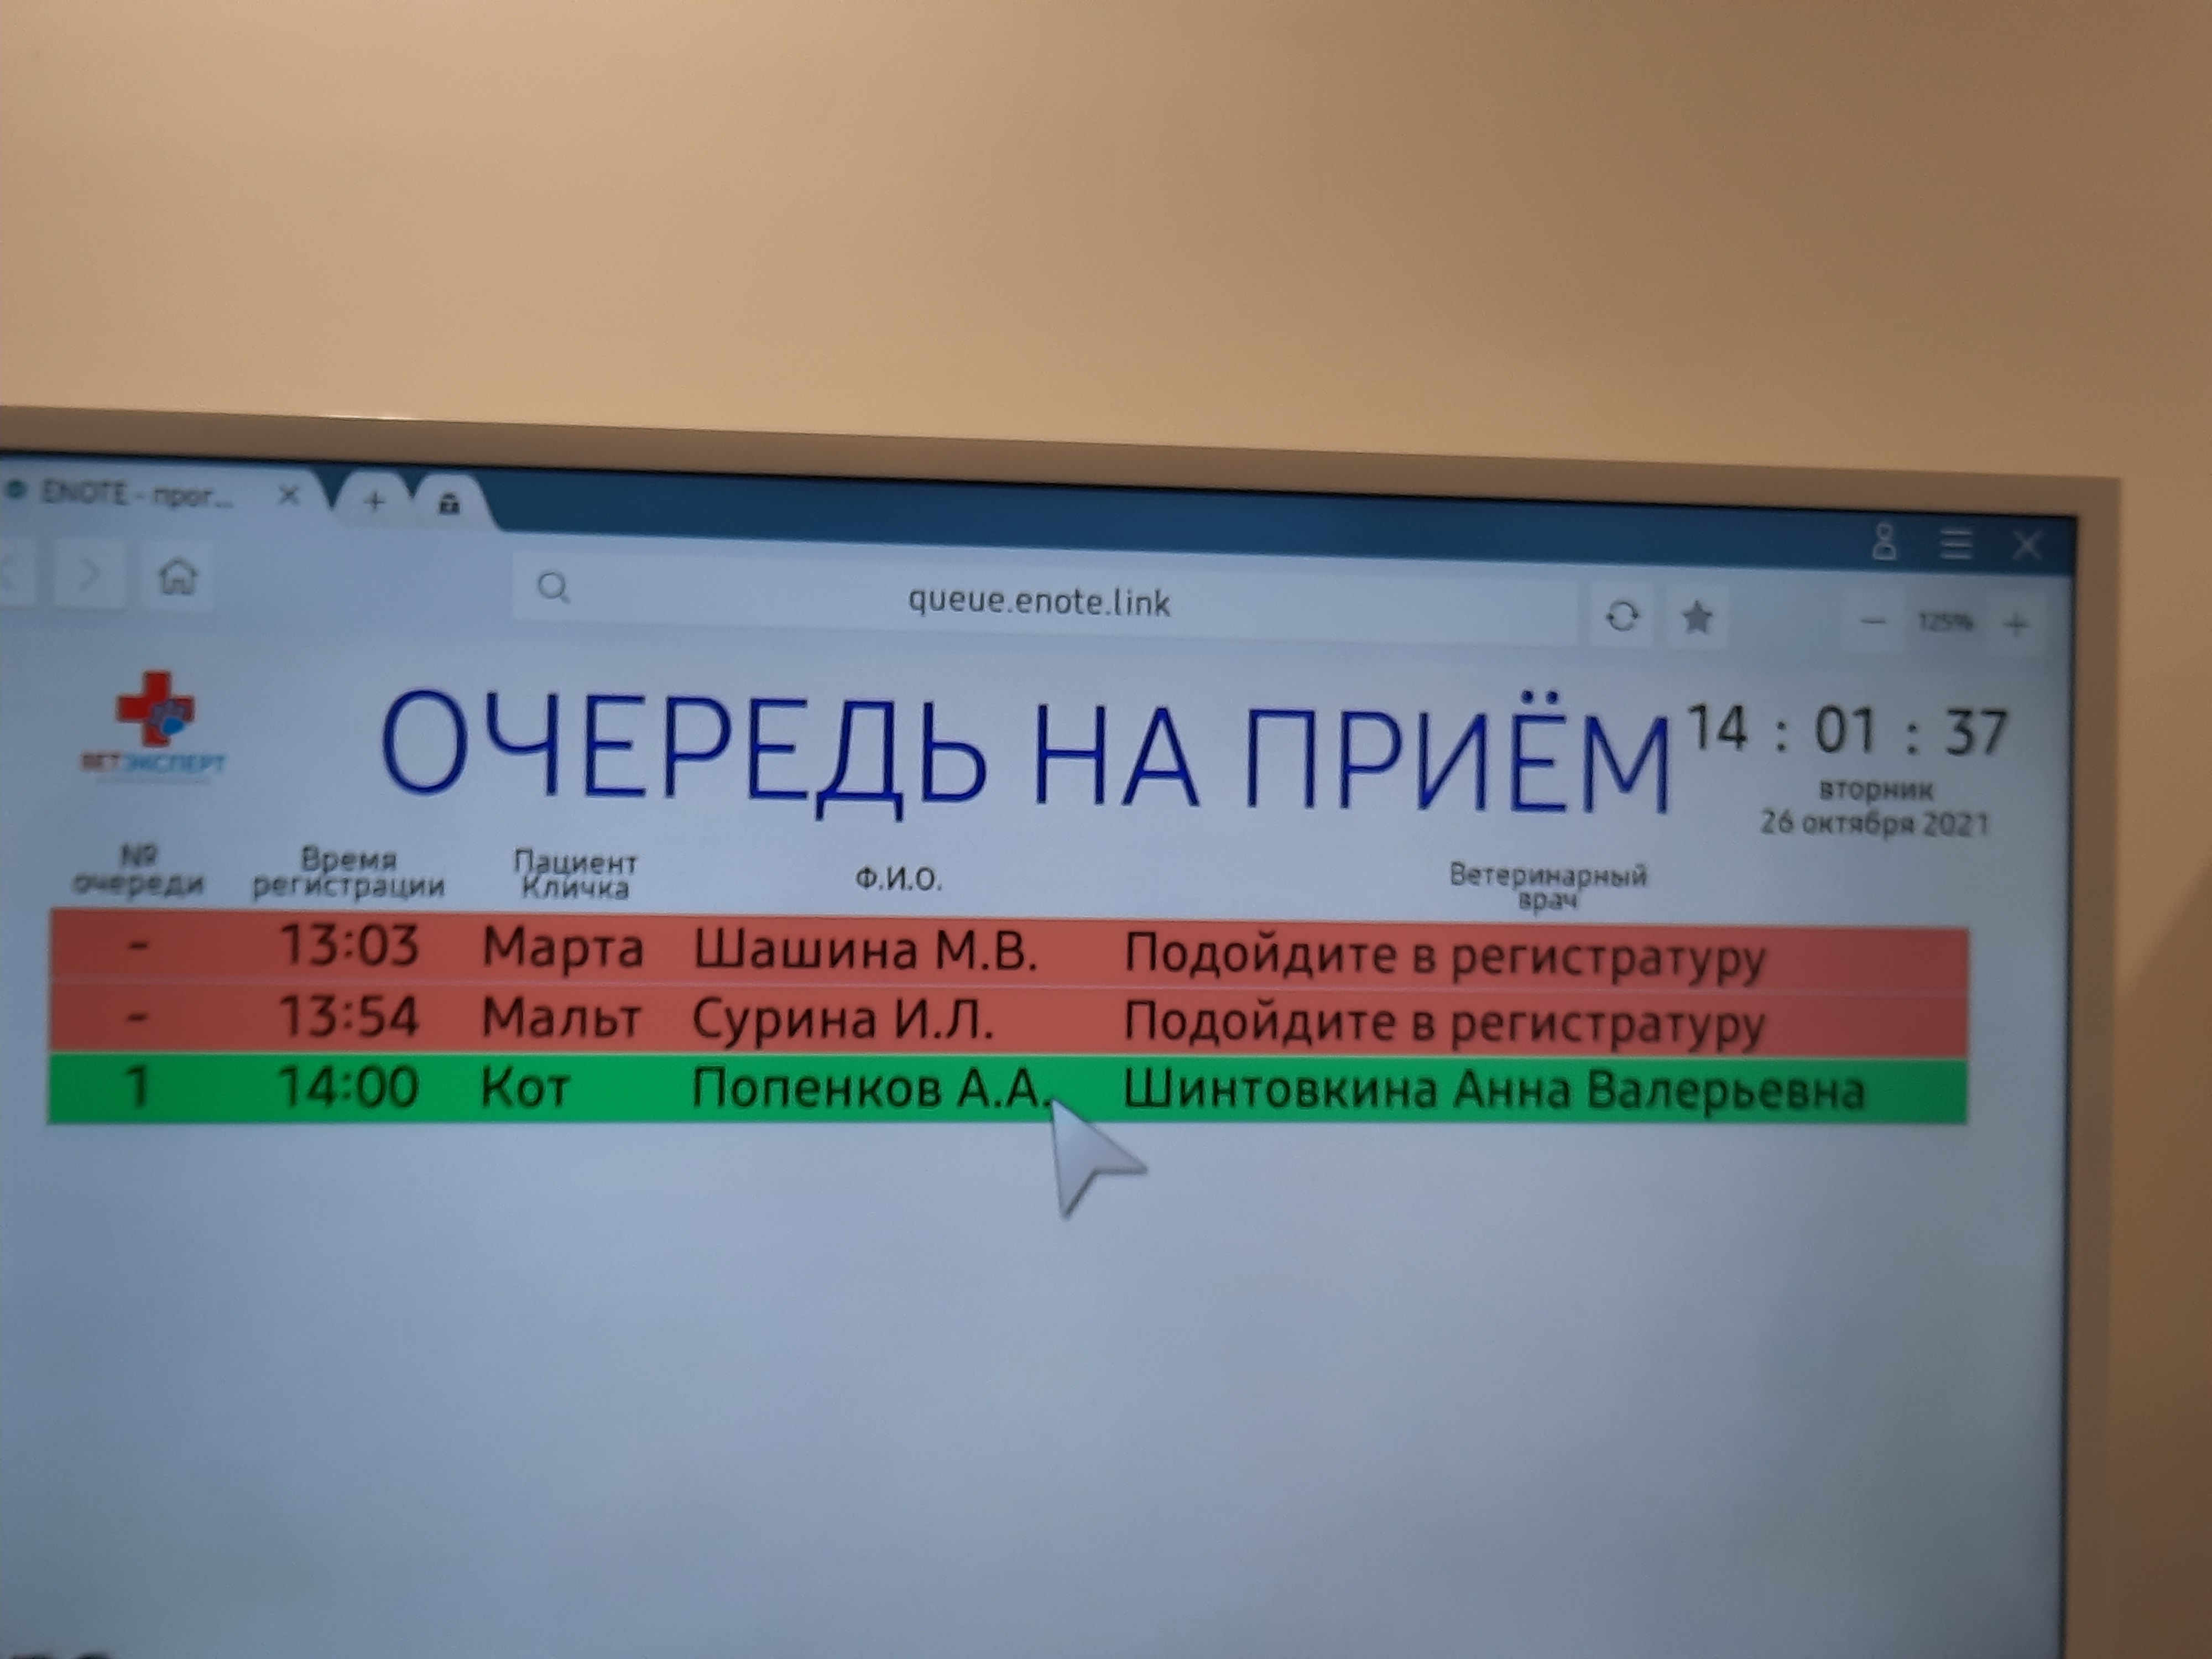 ENOTE - прог...
queue.enote.link
125%
ВЕТЭКСПЕРТ
ОЧЕРЕДЬ НА ПРИЁМ
14 : 01 : 37
вторник
26 октября 2021
№ очереди
Время регистрации
Пациент Кличка
Ф.И.О.
Ветеринарный врач
- 13:03 Марта Шашина М.В. Подойдите в регистратуру
- 13:54 Мальт Сурина И.Л. Подойдите в регистратуру
1 14:00 Кот Попенков А.А. Шинтовкина Анна Валерьевна